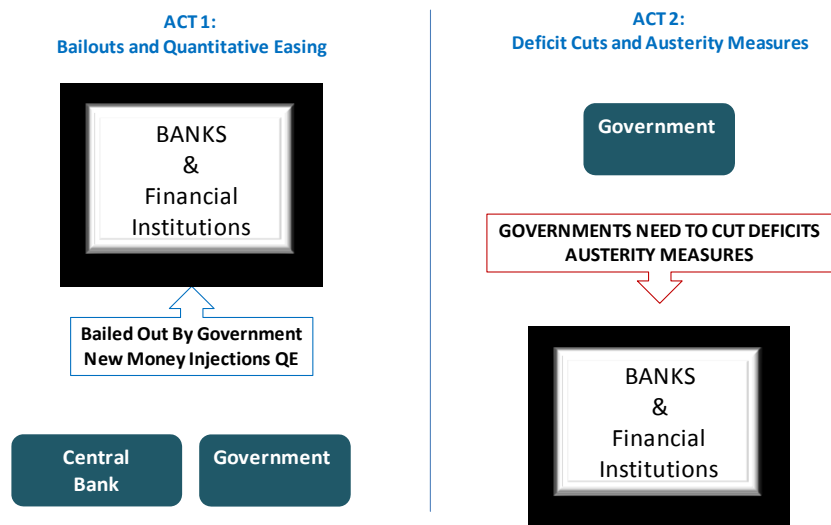 ACT 1:
Bailouts and Quantitative Easing
BANKS
&
Financial
Institutions
Bailed Out By Government
New Money Injections QE
Central
Bank
Government
ACT 2:
Deficit Cuts and Austerity Measures
Government
GOVERNMENTS NEED TO CUT DEFICITS
AUSTERITY MEASURES
BANKS
&
Financial
Institutions